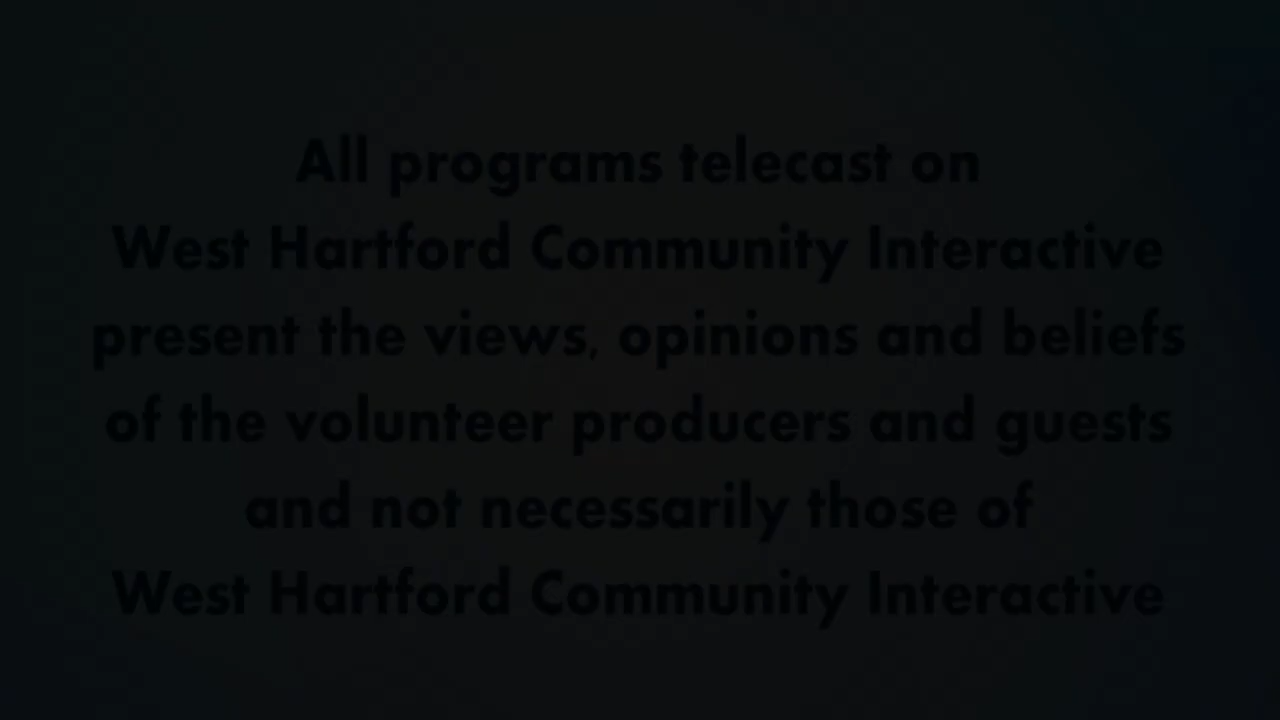 All programs telecast on
West Hartford Community Interactive
present the views, opinions and beliefs
of the volunteer producers and guests
and not necessarily those of
West Hartford Community Interactive